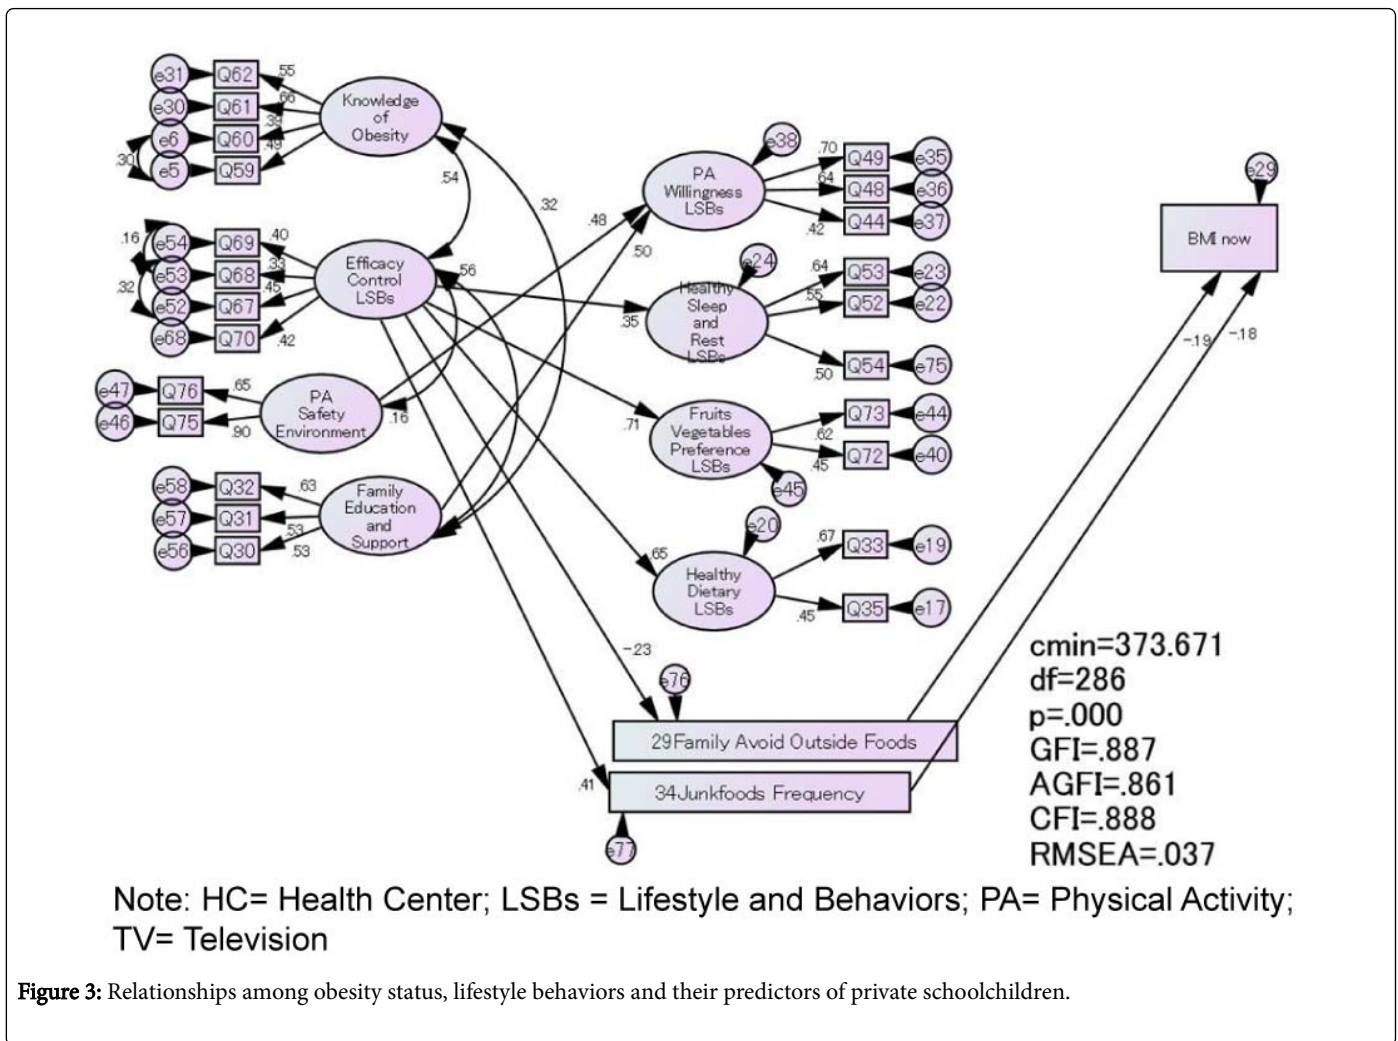 e31 Q62 .55
e30 Q61 .66
e6 Q60 .39
e5 Q59 .49
.30
Knowledge
of
Obesity
.54
.32
e54 Q69 .40
e53 Q68 .33
e52 Q67 .45
e68 Q70 .42
.16
.32
Efficacy
Control
LSBs
.56
e47 Q76 .65
e46 Q75 .90
PA
Safety
Environment
.16
e58 Q32 .63
e57 Q31 .53
e56 Q30 .53
Family
Education
and
Support
.48
.50
e38
PA
Willingness
LSBs
.70 Q49 e35
.64 Q48 e36
.42 Q44 e37
e24
.35
Healthy
Sleep
and
Rest
LSBs
.64 Q53 e23
.55 Q52 e22
.50 Q54 e75
.71
Fruits
Vegetables
Preference
LSBs
e45
.62 Q73 e44
.45 Q72 e40
e20
.65
Healthy
Dietary
LSBs
.67 Q33 e19
.45 Q35 e17
-.23
e76
29Family Avoid Outside Foods
.41
34Junkfoods Frequency
e77
e29
BMI now
-.19
-.18
cmin=373.671
df=286
p=.000
GFI=.887
AGFI=.861
CFI=.888
RMSEA=.037
Note: HC= Health Center; LSBs = Lifestyle and Behaviors; PA= Physical Activity;
TV= Television
Figure 3: Relationships among obesity status, lifestyle behaviors and their predictors of private schoolchildren.